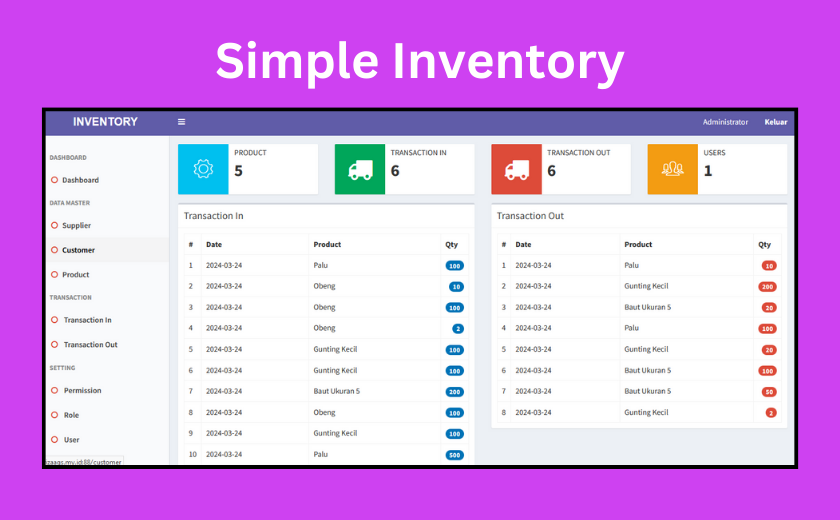 Simple Inventory
INVENTORY
Administrator Keluar
DASHBOARD
Dashboard
DATA MASTER
Supplier
Customer
Product
TRANSACTION
Transaction In
Transaction Out
SETTING
Permission
Role
User
zaags.my.id:88/customer
PRODUCT
5
TRANSACTION IN
6
TRANSACTION OUT
6
USERS
1
Transaction In
# Date Product Qty
1 2024-03-24 Palu 100
2 2024-03-24 Obeng 10
3 2024-03-24 Obeng 100
4 2024-03-24 Obeng 2
5 2024-03-24 Gunting Kecil 100
6 2024-03-24 Gunting Kecil 100
7 2024-03-24 Baut Ukuran 5 200
8 2024-03-24 Obeng 100
9 2024-03-24 Gunting Kecil 100
10 2024-03-24 Palu 500
Transaction Out
# Date Product Qty
1 2024-03-24 Palu 10
2 2024-03-24 Gunting Kecil 200
3 2024-03-24 Baut Ukuran 5 20
4 2024-03-24 Palu 100
5 2024-03-24 Gunting Kecil 20
6 2024-03-24 Baut Ukuran 5 100
7 2024-03-24 Baut Ukuran 5 50
8 2024-03-24 Gunting Kecil 2